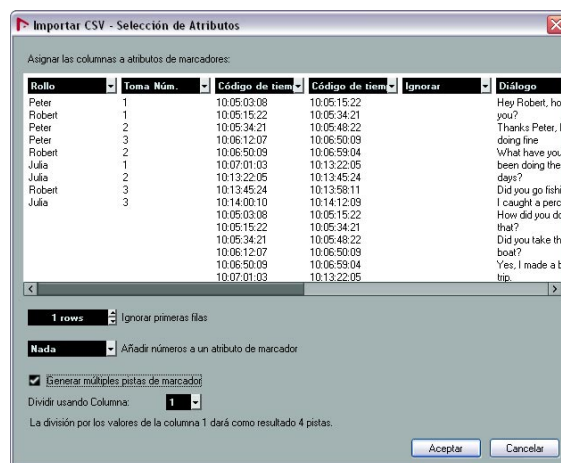 Importar CSV - Selección de Atributos
Asignar las columnas a atributos de marcadores:
Rollo Toma Núm. Código de tiem Código de tiem Ignorar Diálogo
Peter 1 10:05:03:08 10:05:15:22 Hey Robert, ho
Robert 1 10:05:15:22 10:05:34:21 you?
Peter 2 10:05:34:21 10:05:48:22 Thanks Peter, I
Peter 3 10:06:12:07 10:06:50:09 doing fine
Robert 2 10:06:50:09 10:06:59:04 What have you
Julia 1 10:07:01:03 10:13:22:05 been doing the
Julia 2 10:13:22:05 10:13:45:24 days?
Robert 3 10:13:45:24 10:13:58:11 Did you go fishi
Julia 3 10:14:00:10 10:14:12:09 I caught a perc
10:05:03:08 10:05:15:22 How did you do
10:05:15:22 10:05:34:21 that?
10:05:34:21 10:05:48:22 Did you take th
10:06:12:07 10:06:50:09 boat?
10:06:50:09 10:06:59:04 Yes, I made a b
10:07:01:03 10:13:22:05 trip.
1 rows Ignorar primeras filas
Nada Añadir números a un atributo de marcador
Generar múltiples pistas de marcador
Dividir usando Columna: 1
La división por los valores de la columna 1 dará como resultado 4 pistas.
Aceptar Cancelar